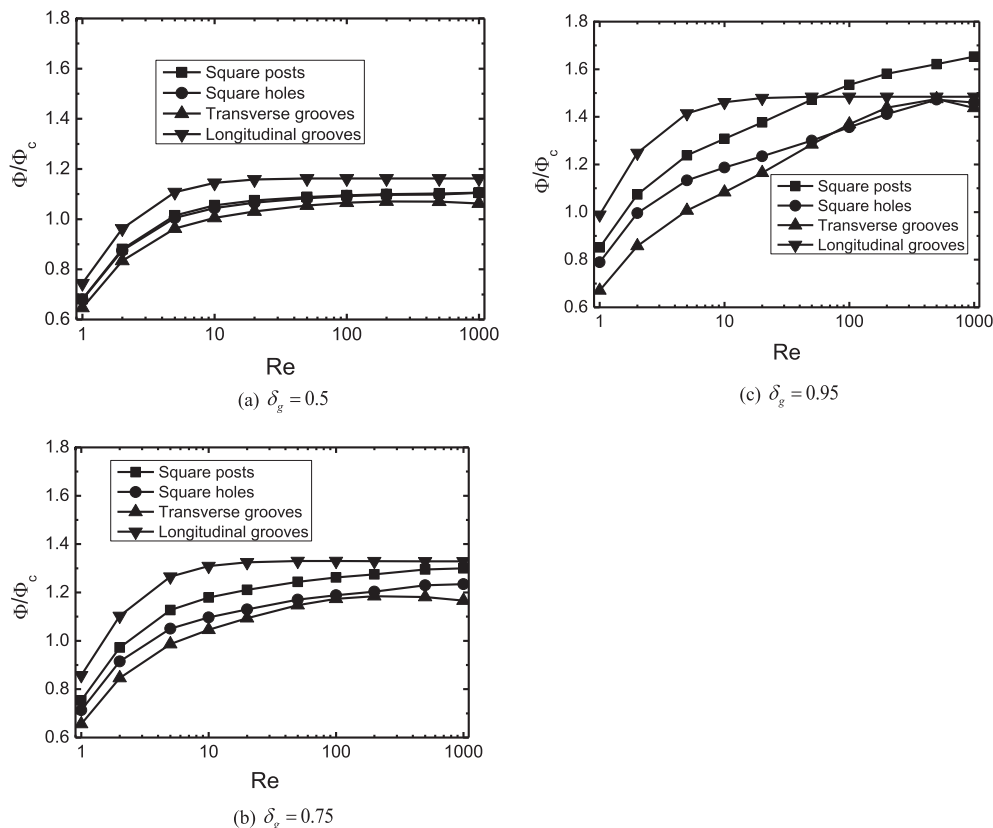 1.8
1.6
1.4
1.2
1.0
0.8
0.6
Φ/Φc
Square posts
Square holes
Transverse grooves
Longitudinal grooves
1 10 100 1000
Re
(a) δg = 0.5
1.8
1.6
1.4
1.2
1.0
0.8
0.6
Φ/Φc
Square posts
Square holes
Transverse grooves
Longitudinal grooves
1 10 100 1000
Re
(c) δg = 0.95
1.8
1.6
1.4
1.2
1.0
0.8
0.6
Φ/Φc
Square posts
Square holes
Transverse grooves
Longitudinal grooves
1 10 100 1000
Re
(b) δg = 0.75